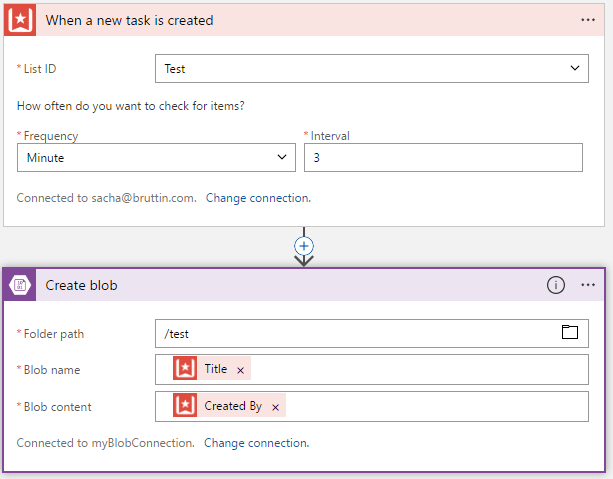 When a new task is created
* List ID Test
How often do you want to check for items?
* Frequency * Interval
Minute 3
Connected to sacha@bruttin.com. Change connection.
Create blob
* Folder path /test
* Blob name Title ×
* Blob content Created By ×
Connected to myBlobConnection. Change connection.